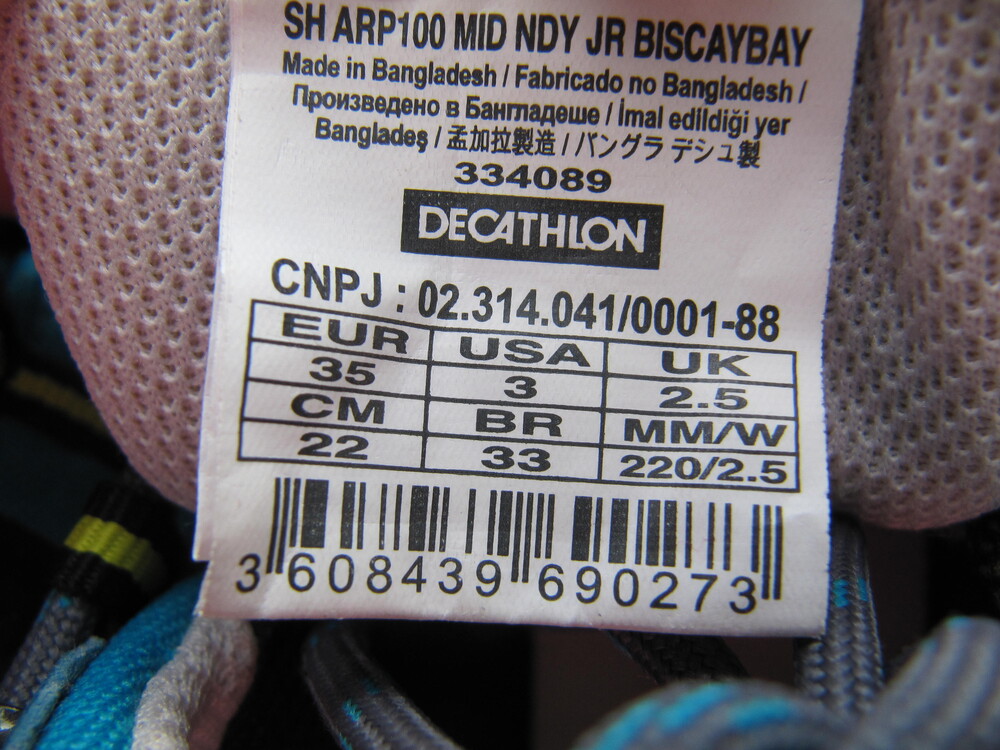 SH ARP100 MID NDY JR BISCAYBAY
Made in Bangladesh / Fabricado no Bangladesh /
Произведено в Бангладеше / İmal edildiği yer
Bangladeş / 孟加拉製造 / バングラ デシュ製
334089
DECATHLON
CNPJ : 02.314.041/0001-88
EUR USA UK
35 3 2.5
CM BR MM/W
22 33 220/2.5
3 608439 690273